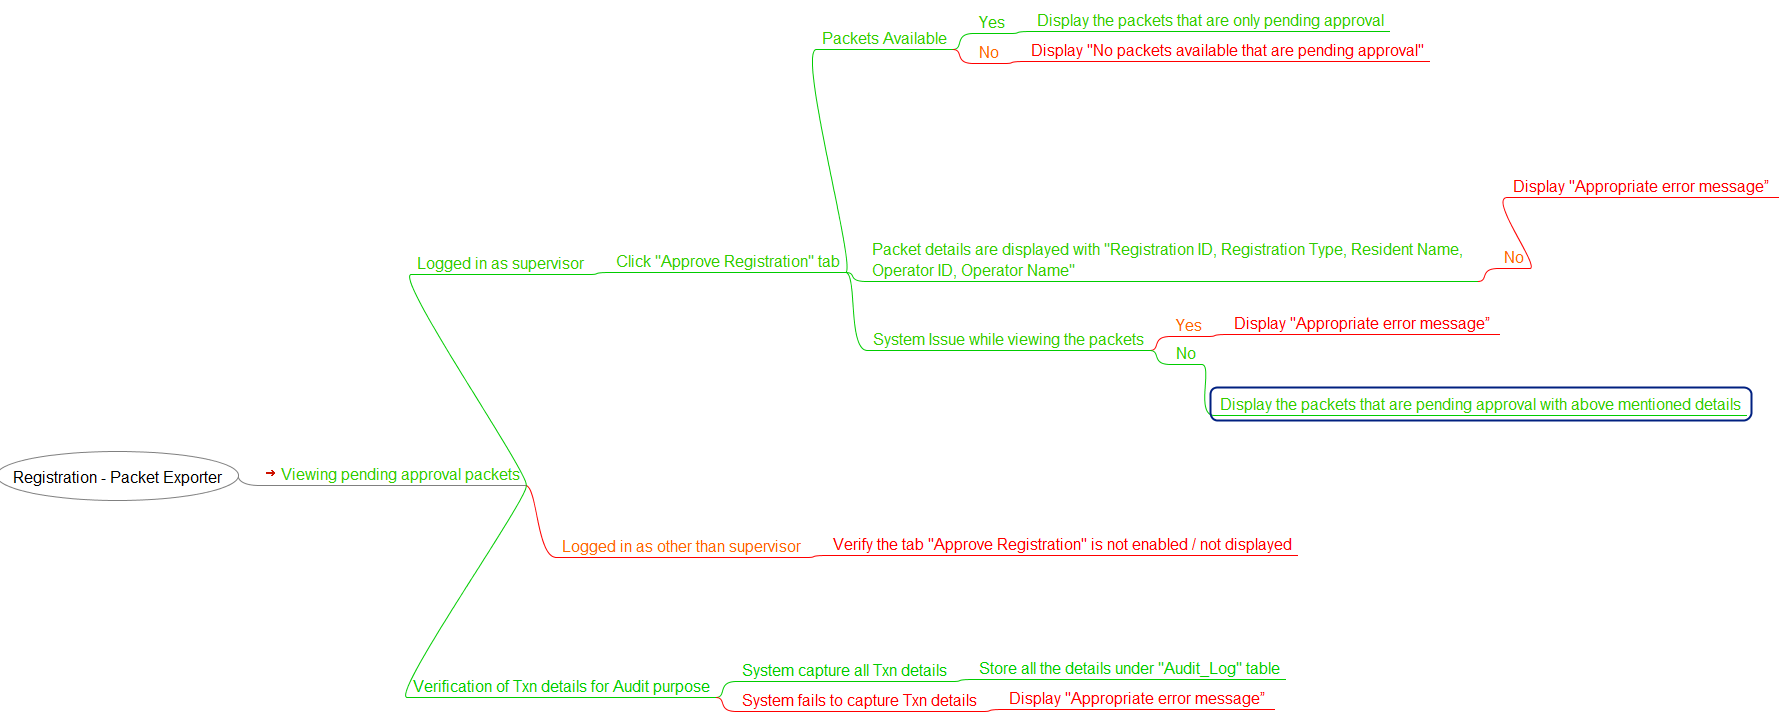 Registration - Packet Exporter
Viewing pending approval packets
Logged in as supervisor
Click "Approve Registration" tab
Packets Available
Yes
Display the packets that are only pending approval
No
Display "No packets available that are pending approval"
Packet details are displayed with "Registration ID, Registration Type, Resident Name,
Operator ID, Operator Name"
No
Display "Appropriate error message”
System Issue while viewing the packets
Yes
Display "Appropriate error message”
No
Display the packets that are pending approval with above mentioned details
Logged in as other than supervisor
Verify the tab "Approve Registration" is not enabled / not displayed
Verification of Txn details for Audit purpose
System capture all Txn details
Store all the details under "Audit_Log" table
System fails to capture Txn details
Display "Appropriate error message”